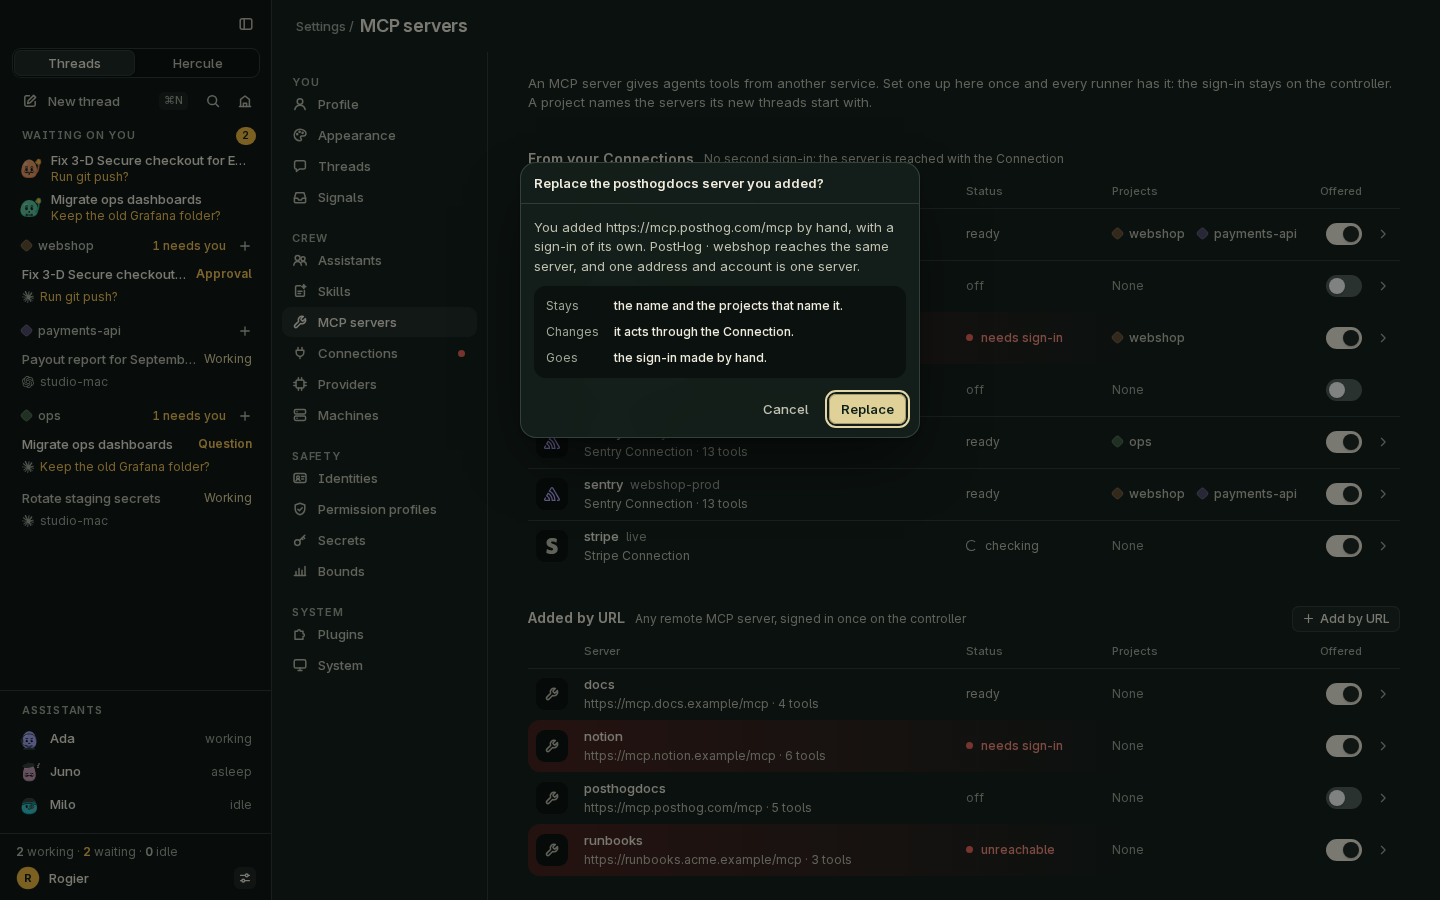 Threads
Hercule
New thread
⌘N
WAITING ON YOU
2
Fix 3-D Secure checkout for E...
Run git push?
Migrate ops dashboards
Keep the old Grafana folder?
webshop
1 needs you
Fix 3-D Secure checkout...
Approval
Run git push?
payments-api
Payout report for Septemb...
Working
studio-mac
ops
1 needs you
Migrate ops dashboards
Question
Keep the old Grafana folder?
Rotate staging secrets
Working
studio-mac
ASSISTANTS
Ada
working
Juno
asleep
Milo
idle
2 working · 2 waiting · 0 idle
R
Rogier
Settings / MCP servers
YOU
Profile
Appearance
Threads
Signals
CREW
Assistants
Skills
MCP servers
Connections
Providers
Machines
SAFETY
Identities
Permission profiles
Secrets
Bounds
SYSTEM
Plugins
System
An MCP server gives agents tools from another service. Set one up here once and every runner has it: the sign-in stays on the controller.
A project names the servers its new threads start with.
From your Connections No second sign-in: the server is reached with the Connection
Status
Projects
Offered
ready
webshop
payments-api
off
None
needs sign-in
webshop
off
None
Replace the posthogdocs server you added?
You added https://mcp.posthog.com/mcp by hand, with a
sign-in of its own. PostHog · webshop reaches the same
server, and one address and account is one server.
Stays the name and the projects that name it.
Changes it acts through the Connection.
Goes the sign-in made by hand.
Cancel
Replace
Sentry Connection · 13 tools
ready
ops
sentry webshop-prod
Sentry Connection · 13 tools
ready
webshop
payments-api
S
stripe live
Stripe Connection
checking
None
Added by URL Any remote MCP server, signed in once on the controller
Add by URL
Server
Status
Projects
Offered
docs
https://mcp.docs.example/mcp · 4 tools
ready
None
notion
https://mcp.notion.example/mcp · 6 tools
needs sign-in
None
posthogdocs
https://mcp.posthog.com/mcp · 5 tools
off
None
runbooks
https://runbooks.acme.example/mcp · 3 tools
unreachable
None